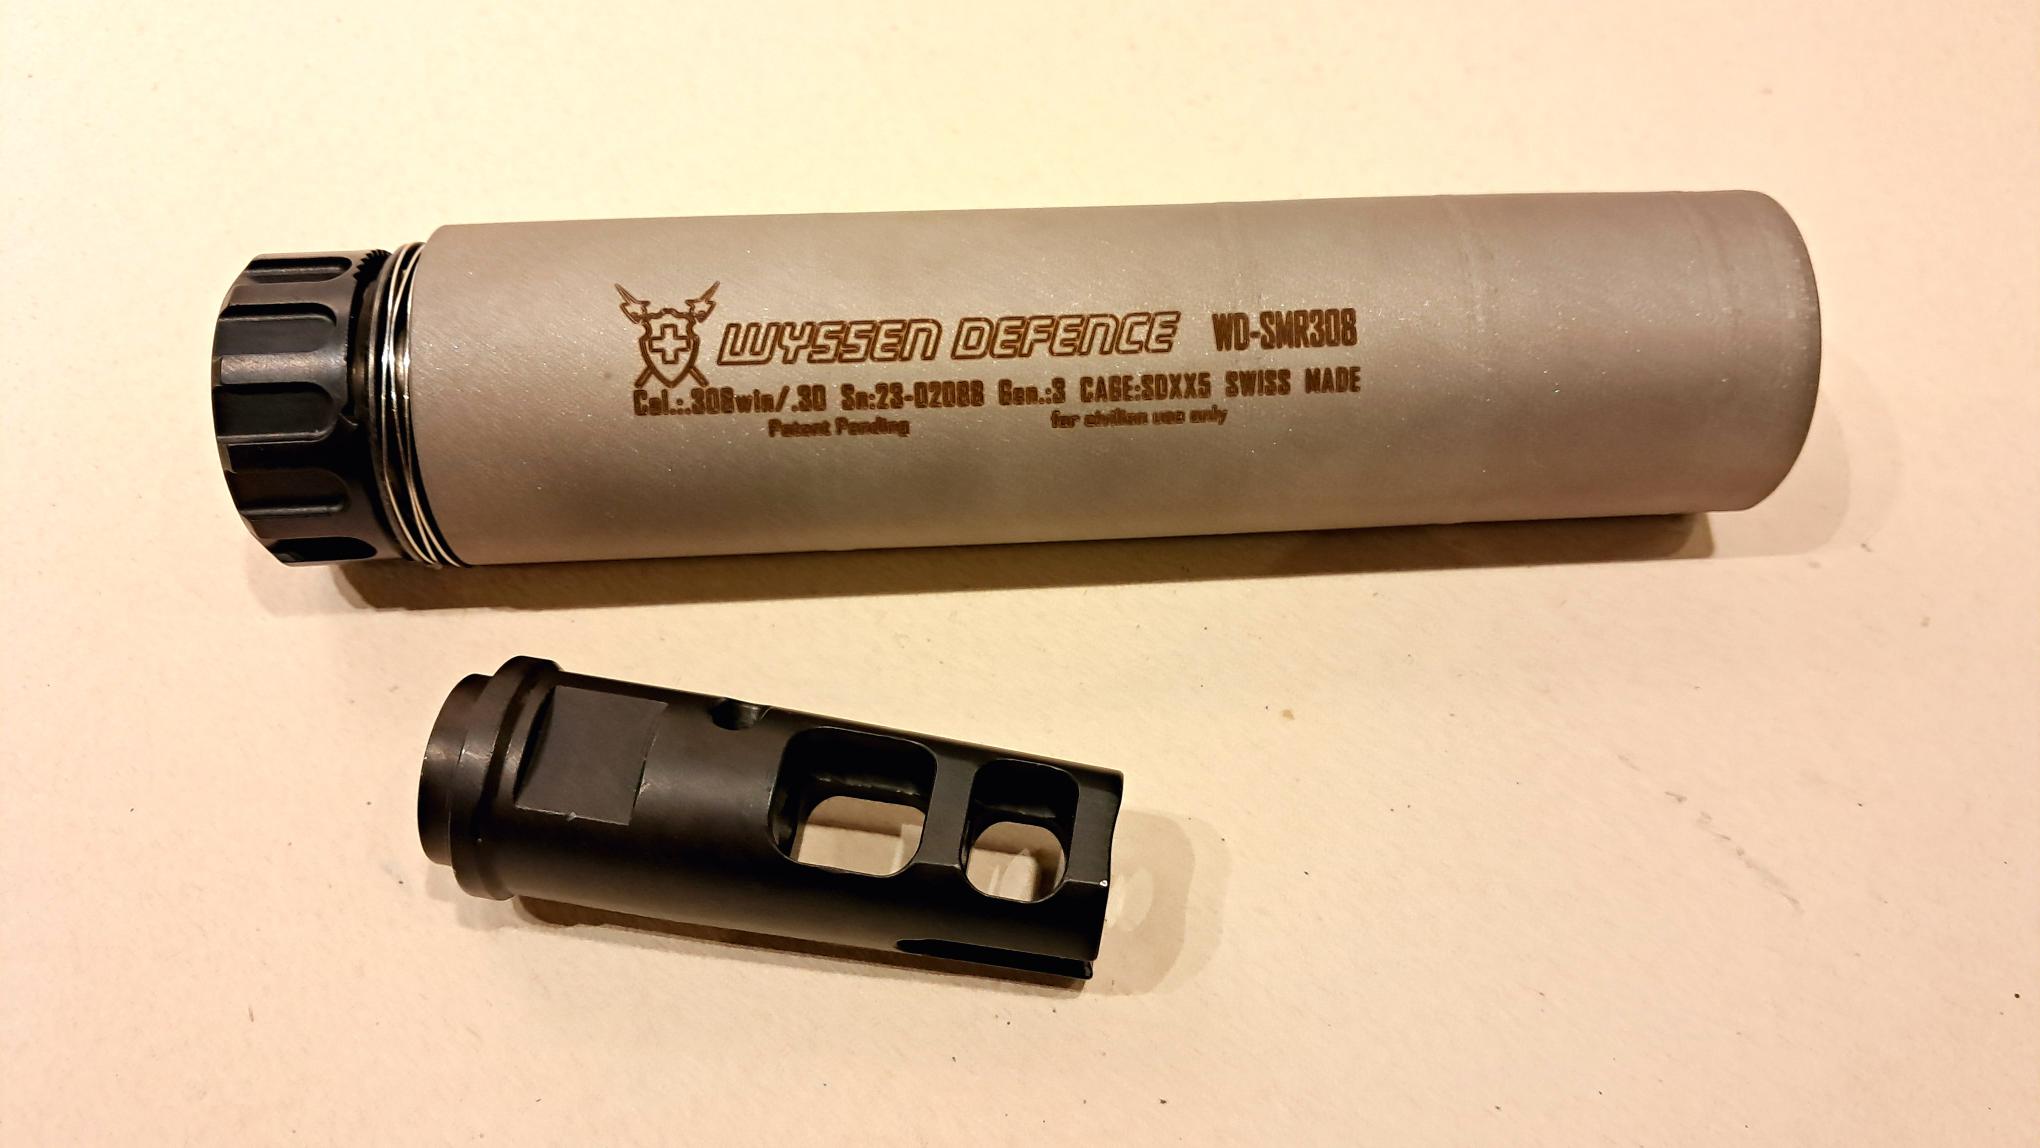 WYSSEN DEFENCE WD-SMR308
Cal.:.308win/.30 Sn:23-02088 Gen.:3 CAGE:SDXX5 SWISS MADE
Patent Pending for civilian use only